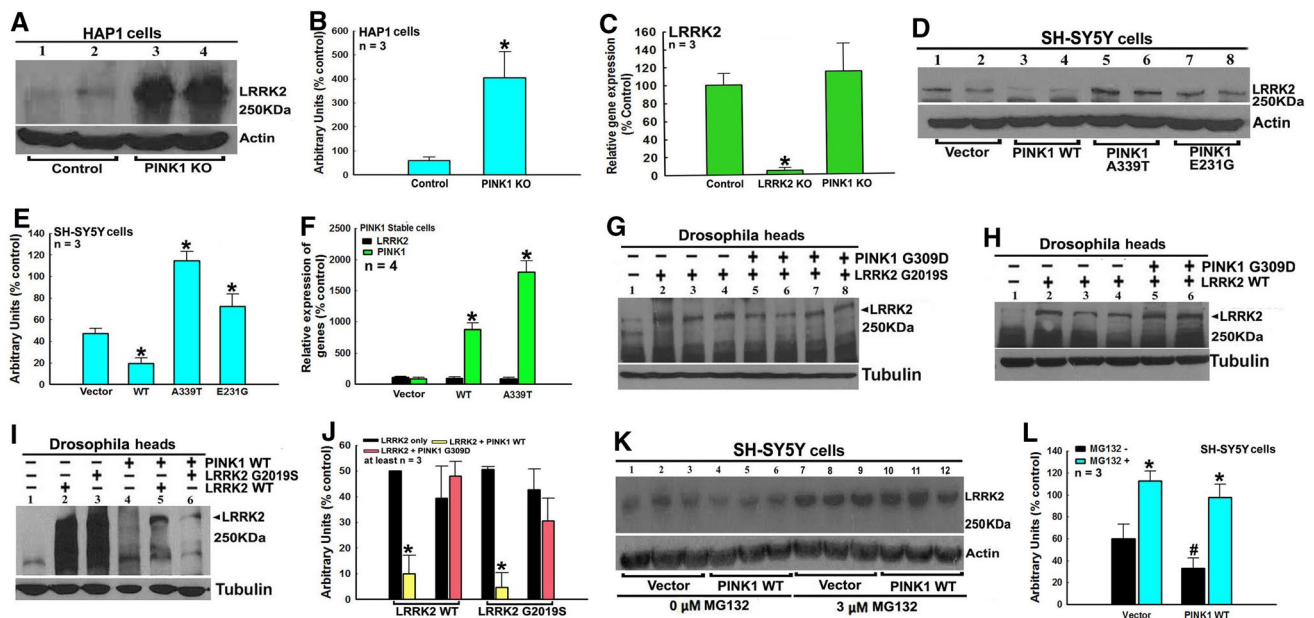 A
HAP1 cells
1 2 3 4
LRRK2
250KDa
Actin
Control PINK1 KO
B
HAP1 cells
n = 3
*
Arbitrary Units (% control)
600
500
400
300
200
100
0
Control PINK1 KO
C
LRRK2
n = 3
*
Relative gene expression
(% Control)
160
140
120
100
80
60
40
20
0
Control LRRK2 KO PINK1 KO
D
SH-SY5Y cells
1 2 3 4 5 6 7 8
LRRK2
250KDa
Actin
Vector PINK1 WT PINK1 PINK1
A339T E231G
E
SH-SY5Y cells
n = 3
* * *
Arbitrary Units (% control)
140
120
100
80
60
40
20
0
Vector WT A339T E231G
F
PINK1 Stable cells
LRRK2
PINK1
n = 4
* *
Relative expression of
genes (% control)
2500
2000
1500
1000
500
0
Vector WT A339T
G
Drosophila heads
− − − − + + + + PINK1 G309D
− + + + + + + + LRRK2 G2019S
1 2 3 4 5 6 7 8
◄LRRK2
250KDa
Tubulin
H
Drosophila heads
− − − − + + PINK1 G309D
− + + + + + LRRK2 WT
1 2 3 4 5 6
◄LRRK2
250KDa
Tubulin
I
Drosophila heads
− − − + + + PINK1 WT
− − + − − + LRRK2 G2019S
− + − − + − LRRK2 WT
1 2 3 4 5 6
◄LRRK2
250KDa
Tubulin
J
LRRK2 only LRRK2 + PINK1 WT
LRRK2 + PINK1 G309D
at least n = 3
* *
Arbitrary Units (% control)
60
50
40
30
20
10
0
LRRK2 WT LRRK2 G2019S
K
SH-SY5Y cells
1 2 3 4 5 6 7 8 9 10 11 12
LRRK2
250KDa
Actin
Vector PINK1 WT Vector PINK1 WT
0 µM MG132 3 µM MG132
L
MG132 -
MG132 +
n = 3
SH-SY5Y cells
* # *
Arbitrary Units (% control)
140
120
100
80
60
40
20
0
Vector PINK1 WT